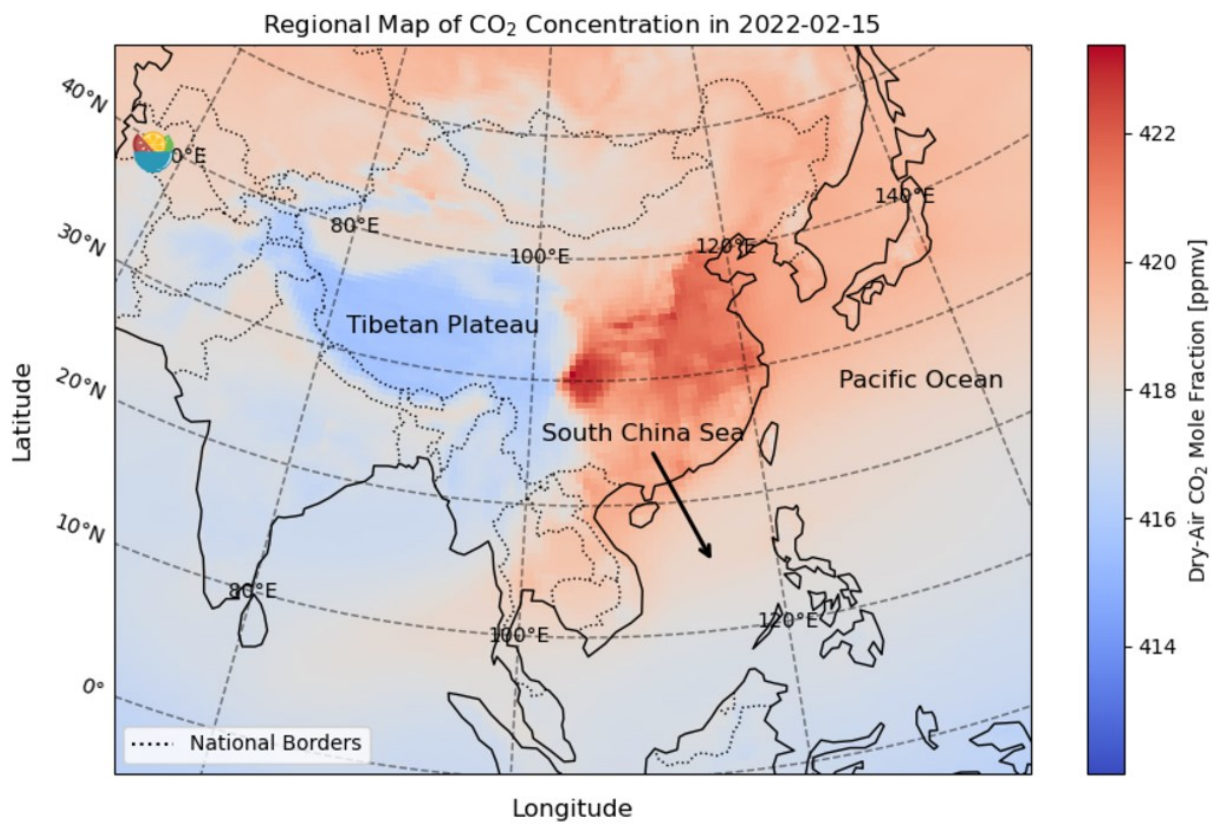 Regional Map of CO₂ Concentration in 2022-02-15
40°N
0°E
422
140°E
30°N
80°E
120°E
100°E
420
Tibetan Plateau
Dry-Air CO₂ Mole Fraction [ppmv]
20°N
Pacific Ocean
418
Latitude
South China Sea
416
10°N
80°E
100°E
120°E
414
0°
National Borders
Longitude